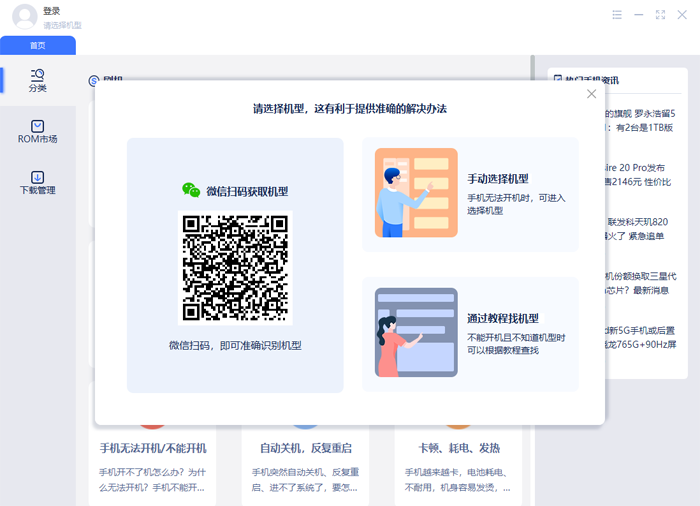 登录
请选择机型
首页
分类
ROM市场
下载管理
刷机
热门手机资讯
的旗舰 罗永浩留5
：有2台是1TB版
ire 20 Pro发布
售2146元 性价比
联发科天玑820
火了 紧急追单
机份额换取三星代
芯片？最新消息
d新5G手机或后置
龙765G+90Hz屏
请选择机型，这有利于提供准确的解决办法
微信扫码获取机型
微信扫码，即可准确识别机型
手动选择机型
手机无法开机时，可进入
选择机型
通过教程找机型
不能开机且不知道机型时
可以根据教程查找
手机无法开机/不能开机
手机开不了机怎么办？为什
么无法开机？手机不能开...
自动关机，反复重启
手机突然自动关机、反复重
启、进不了系统了，要怎...
卡顿、耗电、发热
手机越来越卡，电池耗电、
不耐用，机身容易发烫，...